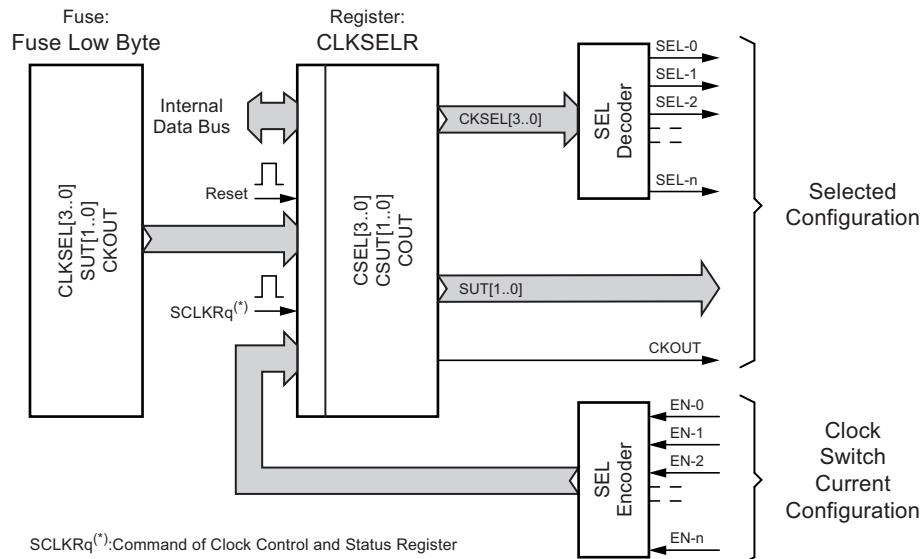 Fuse:
Fuse Low Byte
Register:
CLKSELR
Internal
Data Bus
Reset
SCLKRq(*)
CLKSEL[3..0]
SUT[1..0]
CKOUT
CSEL[3..0]
CSUT[1..0]
COUT
CKSEL[3..0]
SUT[1..0]
CKOUT
SEL
Decoder
SEL-0
SEL-1
SEL-2
SEL-n
Selected
Configuration
SEL
Encoder
EN-0
EN-1
EN-2
EN-n
Clock
Switch
Current
Configuration
SCLKRq(*):Command of Clock Control and Status Register